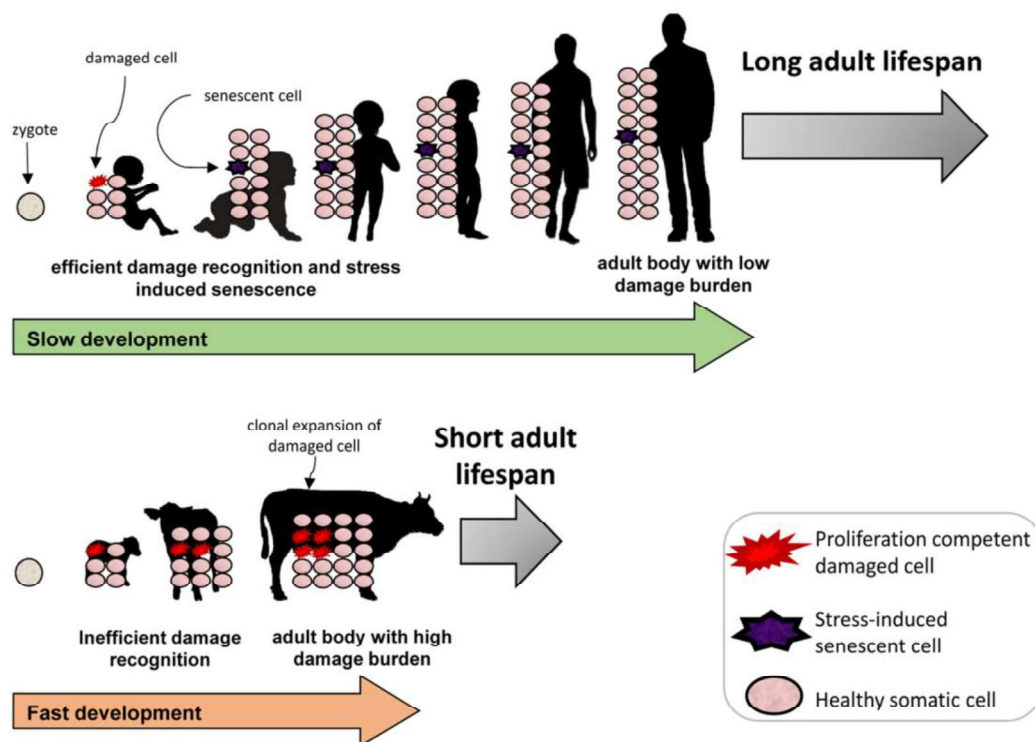 damaged cell
senescent cell
zygote
Long adult lifespan
efficient damage recognition and stress
induced senescence
adult body with low
damage burden
Slow development
clonal expansion of
damaged cell
Short adult
lifespan
Inefficient damage
recognition
adult body with high
damage burden
Fast development
Proliferation competent
damaged cell
Stress-induced
senescent cell
Healthy somatic cell